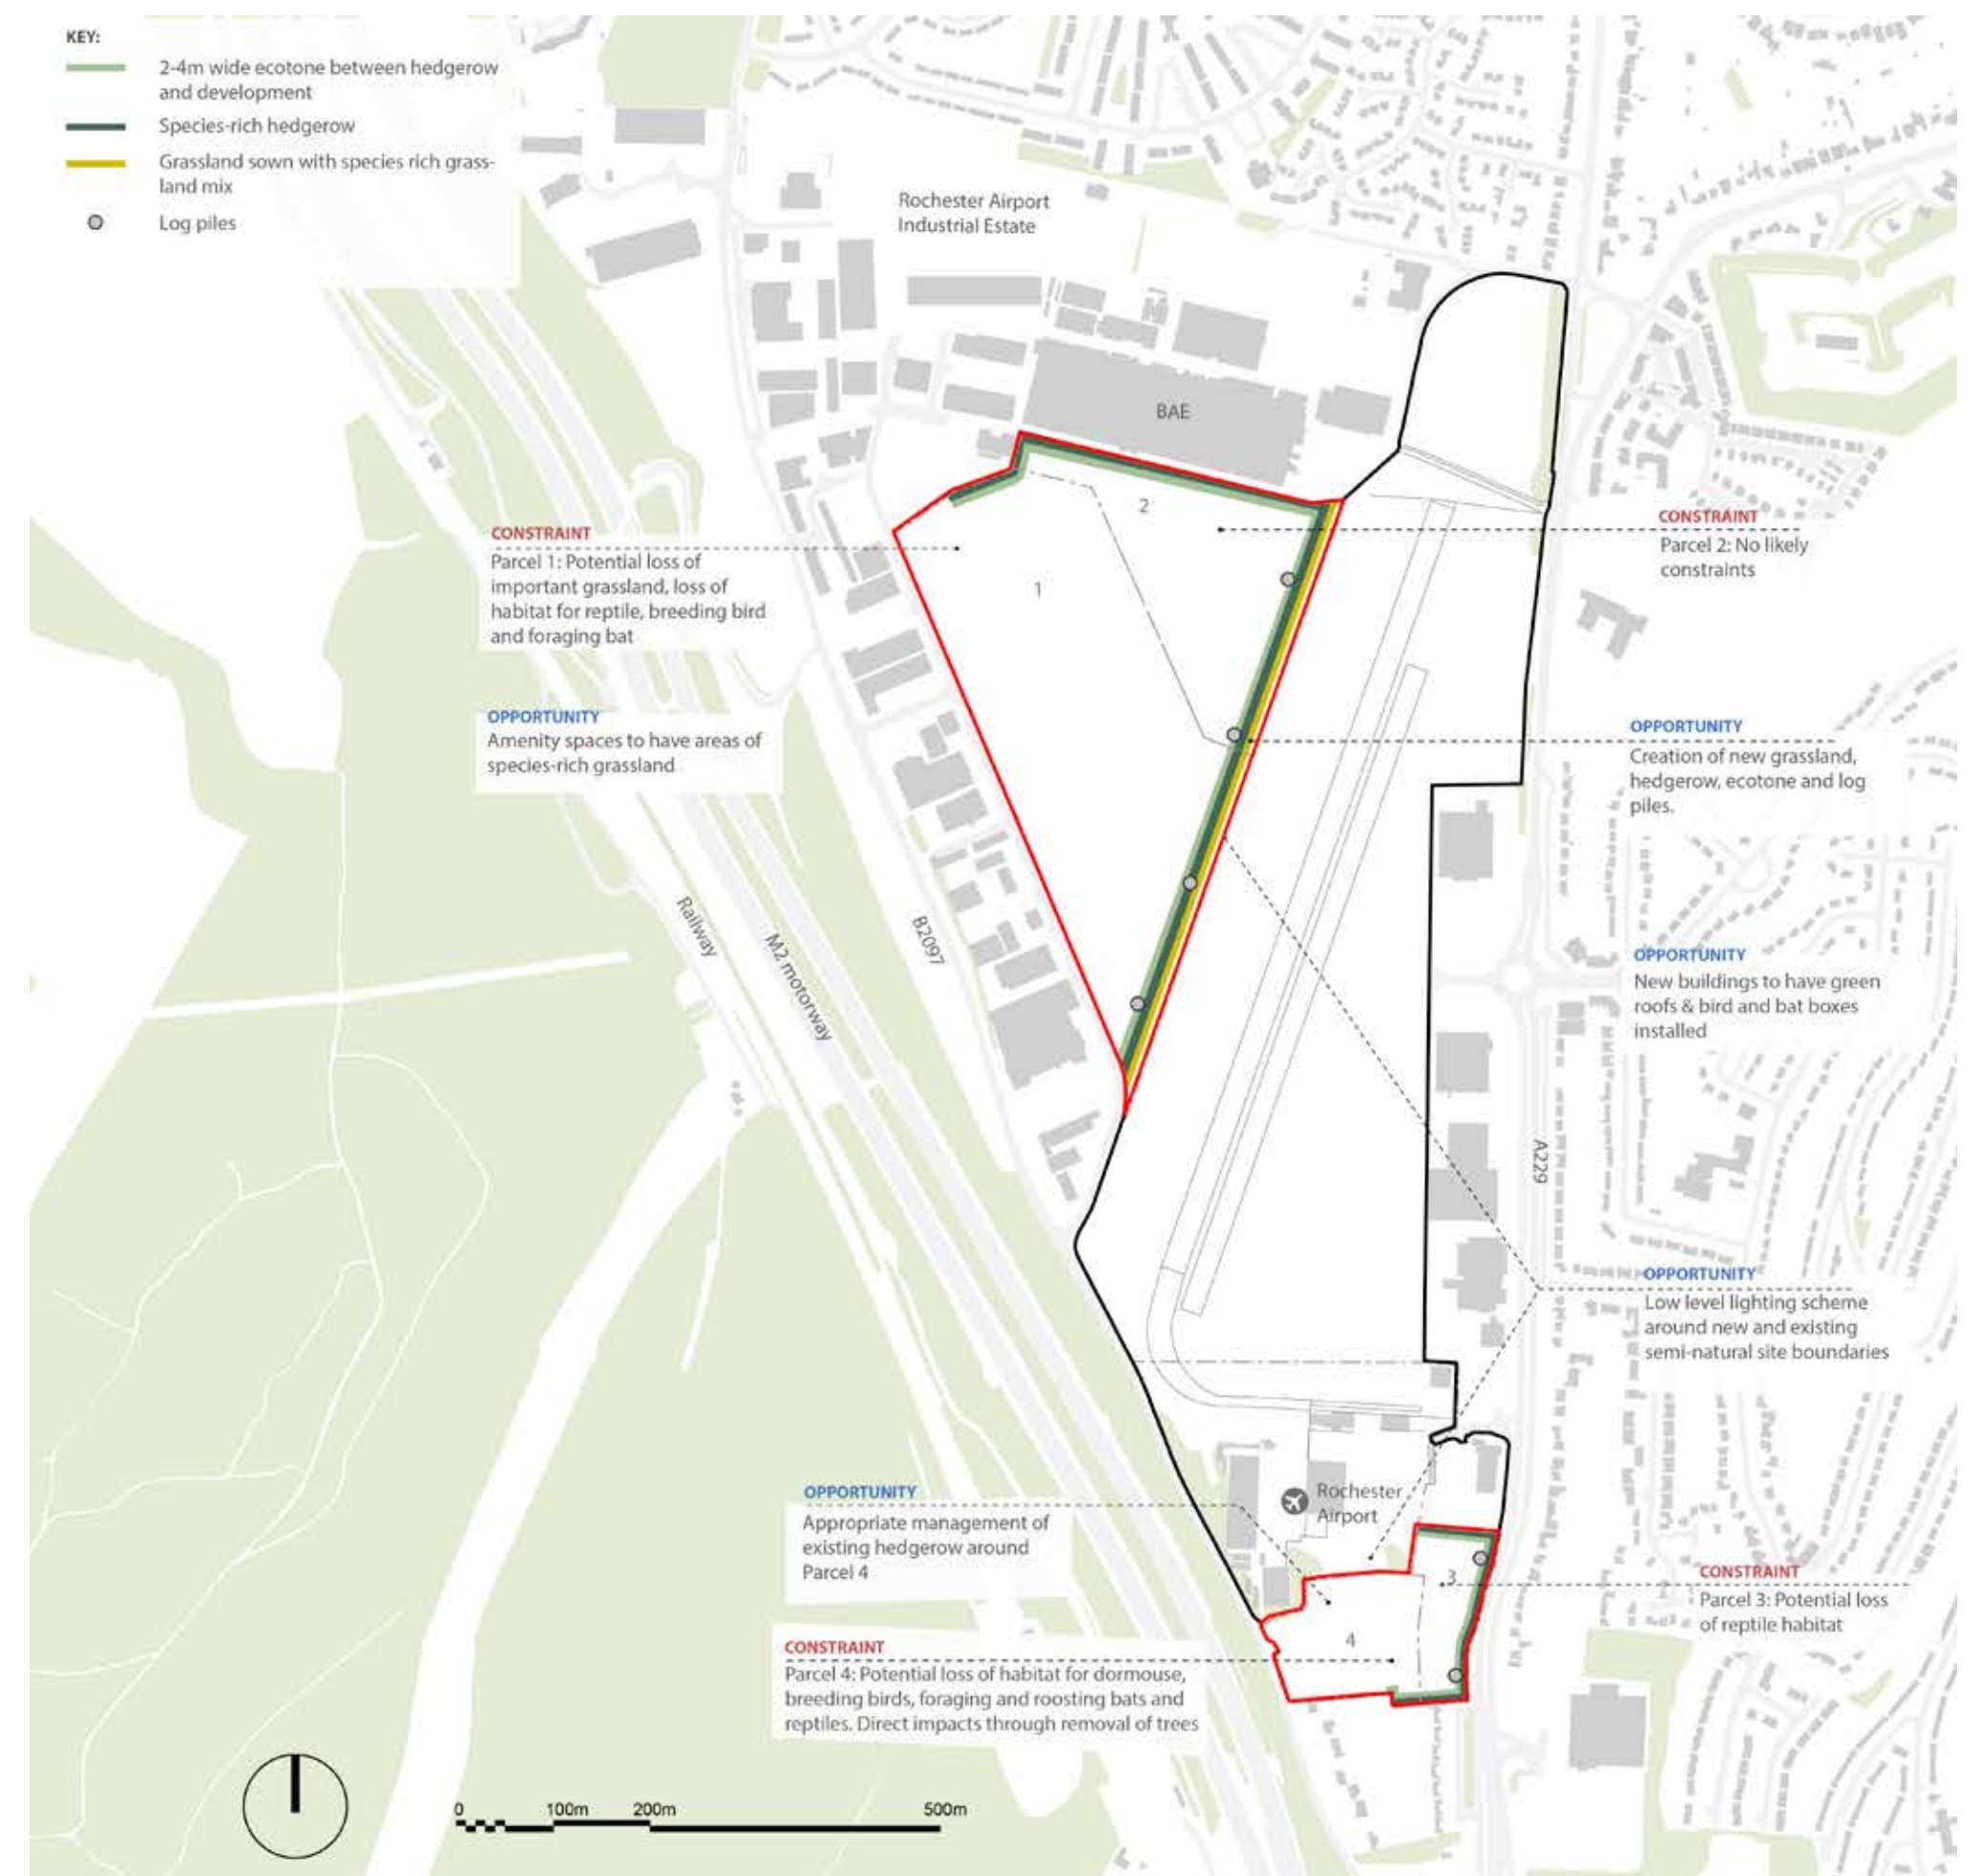 KEY:
2-4m wide ecotone between hedgerow
and development
Species-rich hedgerow
Grassland sown with species rich grass-
land mix
Log piles
Rochester Airport
Industrial Estate
BAE
2
1
CONSTRAINT
Parcel 1: Potential loss of
important grassland, loss of
habitat for reptile, breeding bird
and foraging bat
CONSTRAINT
Parcel 2: No likely
constraints
OPPORTUNITY
Amenity spaces to have areas of
species-rich grassland
OPPORTUNITY
Creation of new grassland,
hedgerow, ecotone and log
piles.
Railway
M2 motorway
B2097
OPPORTUNITY
New buildings to have green
roofs & bird and bat boxes
installed
A229
OPPORTUNITY
Low level lighting scheme
around new and existing
semi-natural site boundaries
OPPORTUNITY
Appropriate management of
existing hedgerow around
Parcel 4
Rochester
Airport
3
4
CONSTRAINT
Parcel 3: Potential loss
of reptile habitat
CONSTRAINT
Parcel 4: Potential loss of habitat for dormouse,
breeding birds, foraging and roosting bats and
reptiles. Direct impacts through removal of trees
0 100m 200m 500m